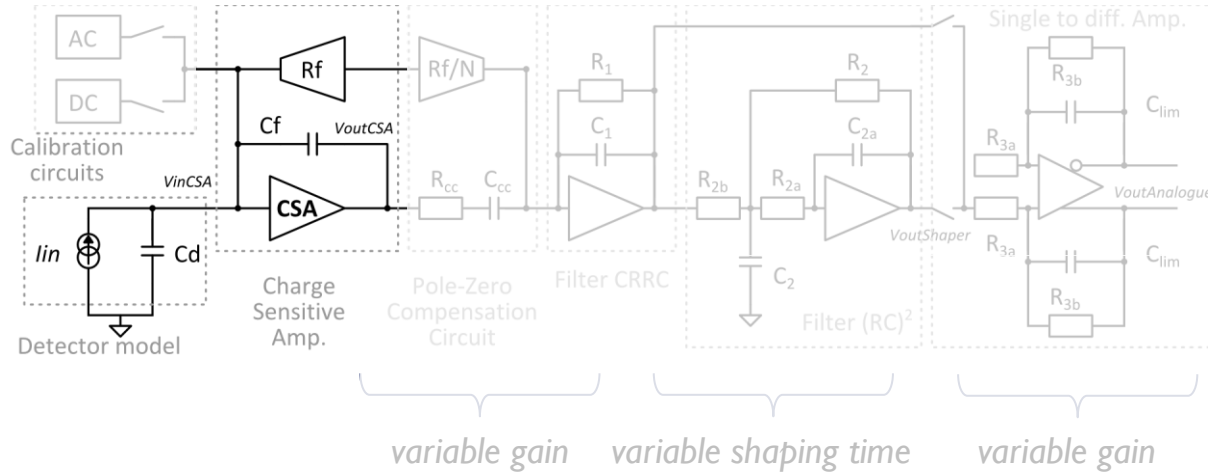 Single to diff. Amp.
AC
DC
Rf
Rf/N
R1
R2
R3b
Cf
VoutCSA
C1
C2a
Clim
Calibration
circuits
VinCSA
CSA
Rcc
Ccc
R2b
R2a
R3a
VoutAnalogue
Iin
Cd
VoutShaper
R3a
Clim
Charge
Sensitive
Amp.
Pole-Zero
Compensation
Circuit
Filter CRRC
C2
Filter (RC)²
R3b
Detector model
variable gain
variable shaping time
variable gain